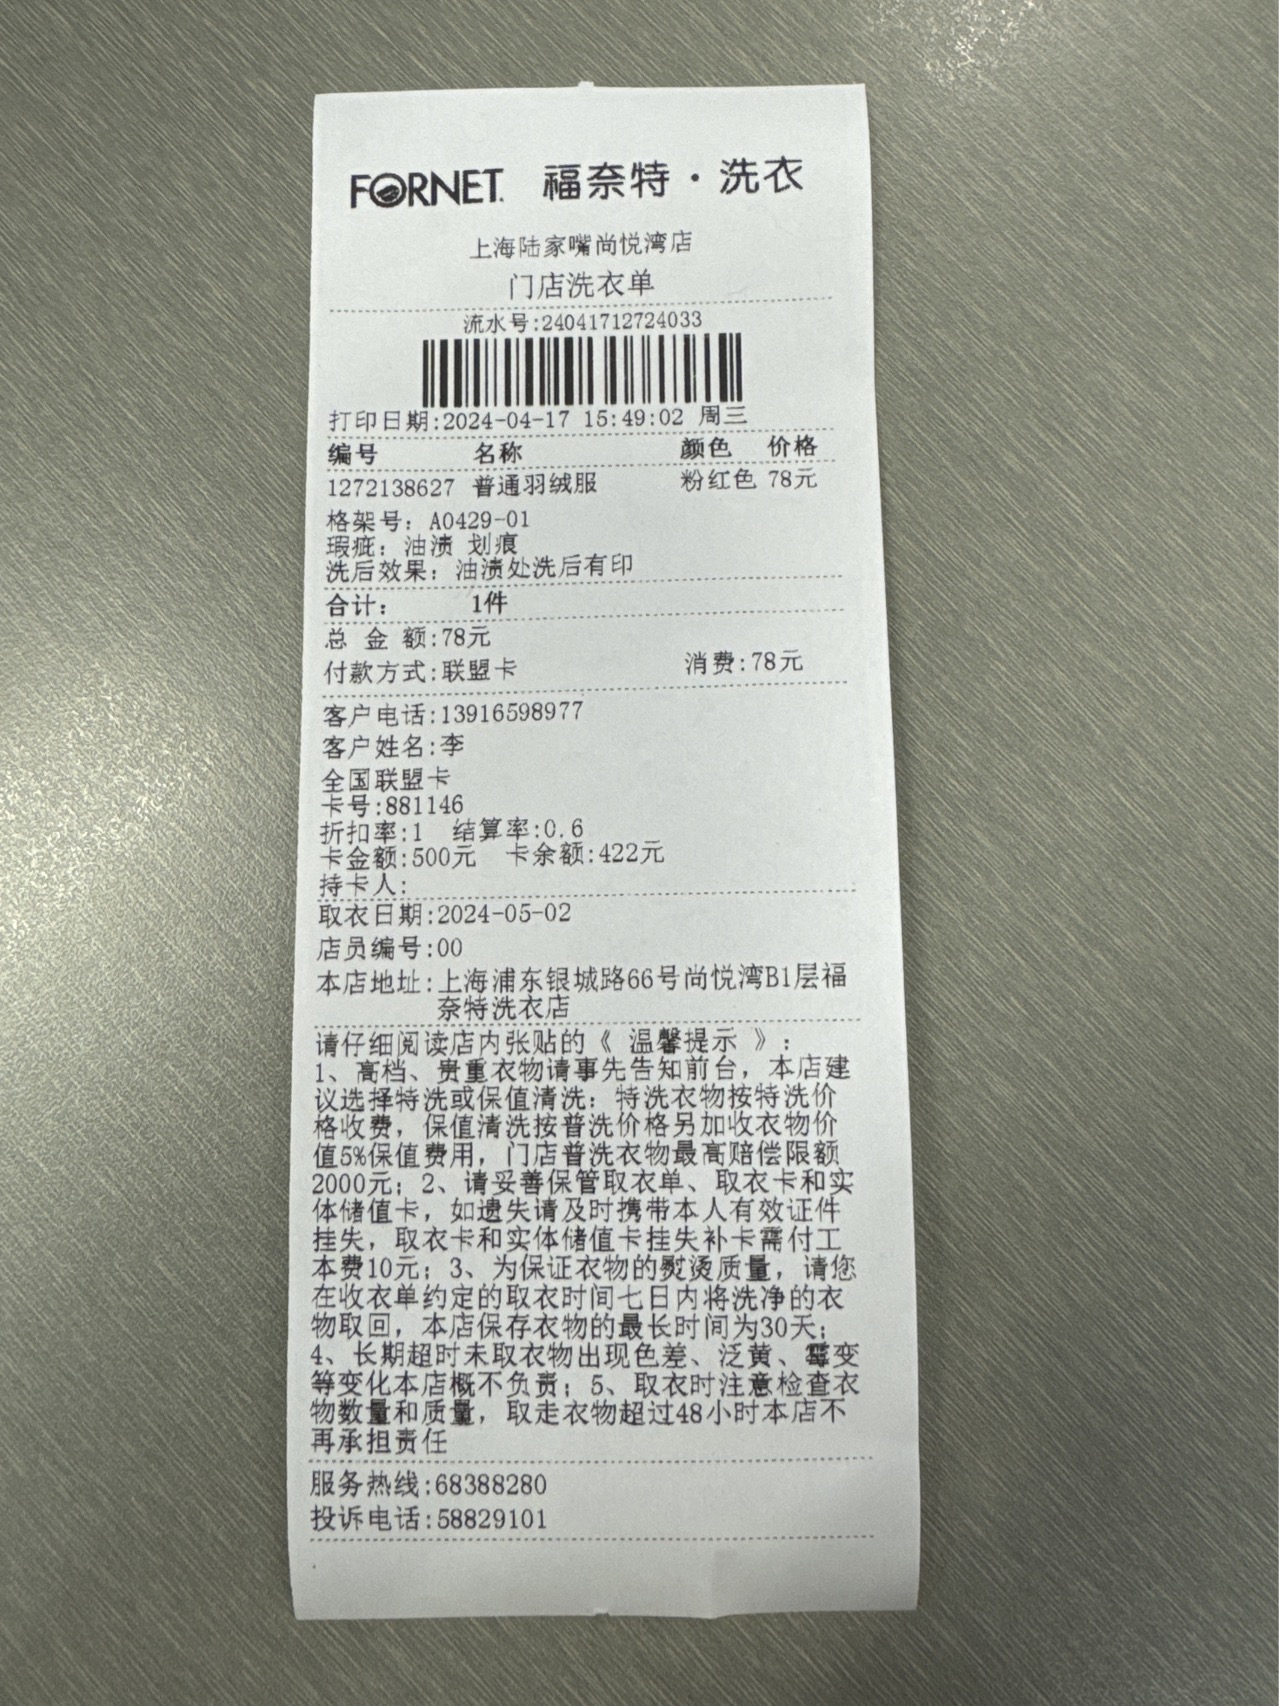 FORNET. 福奈特·洗衣
上海陆家嘴尚悦湾店
门店洗衣单
流水号:24041712724033
打印日期:2024-04-17 15:49:02 周三
编号 名称 颜色 价格
1272138627 普通羽绒服 粉红色 78元
格架号: A0429-01
瑕疵: 油渍 划痕
洗后效果: 油渍处洗后有印
合计: 1件
总 金 额:78元
付款方式:联盟卡 消费:78元
客户电话:13916598977
客户姓名:李
全国联盟卡
卡号:881146
折扣率:1 结算率:0.6
卡金额:500元 卡余额:422元
持卡人:
取衣日期:2024-05-02
店员编号:00
本店地址:上海浦东银城路66号尚悦湾B1层福
奈特洗衣店
请仔细阅读店内张贴的《 温馨提示 》:
1、高档、贵重衣物请事先告知前台，本店建
议选择特洗或保值清洗: 特洗衣物按特洗价
格收费，保值清洗按普洗价格另加收衣物价
值5%保值费用，门店普洗衣物最高赔偿限额
2000元; 2、请妥善保管取衣单、取衣卡和实
体储值卡，如遗失请及时携带本人有效证件
挂失，取衣卡和实体储值卡挂失补卡需付工
本费10元; 3、为保证衣物的熨烫质量，请您
在收衣单约定的取衣时间七日内将洗净的衣
物取回，本店保存衣物的最长时间为30天;
4、长期超时未取衣物出现色差、泛黄、霉变
等变化本店概不负责; 5、取衣时注意检查衣
物数量和质量，取走衣物超过48小时本店不
再承担责任
服务热线:68388280
投诉电话:58829101